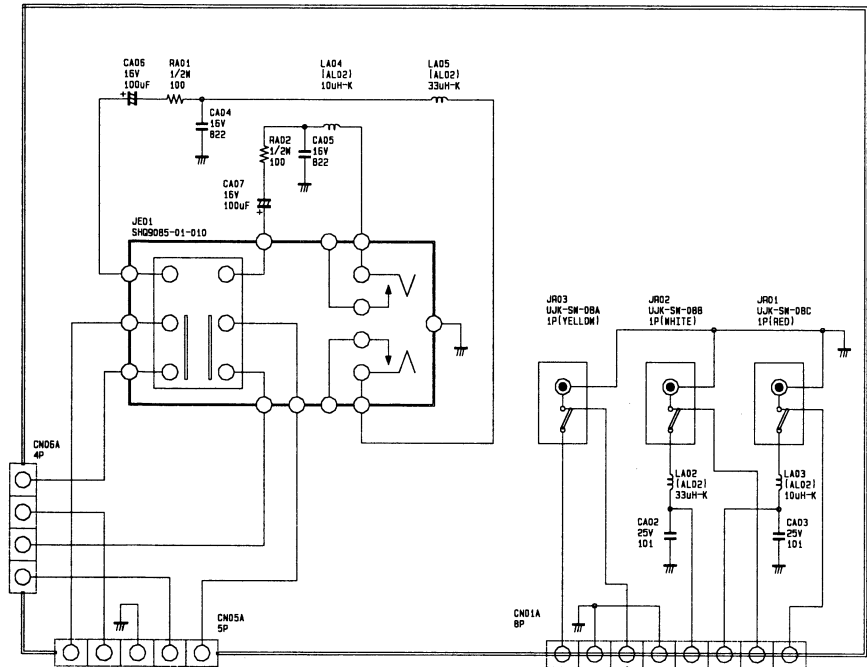 CA06
16V
100uF
+
RA01
1/2W
100
LA04
(AL02)
10uH-K
LA05
(AL02)
33uH-K
CA04
16V
822
RA02
1/2W
100
CA05
16V
822
CA07
16V
100uF
+
JE01
SHQ9085-01-010
JA03
UJK-SW-08A
1P(YELLOW)
JA02
UJK-SW-08B
1P(WHITE)
JA01
UJK-SW-08C
1P(RED)
CN06A
4P
LA02
(AL02)
33uH-K
LA03
(AL02)
10uH-K
CA02
25V
101
CA03
25V
101
CN05A
5P
CN01A
8P